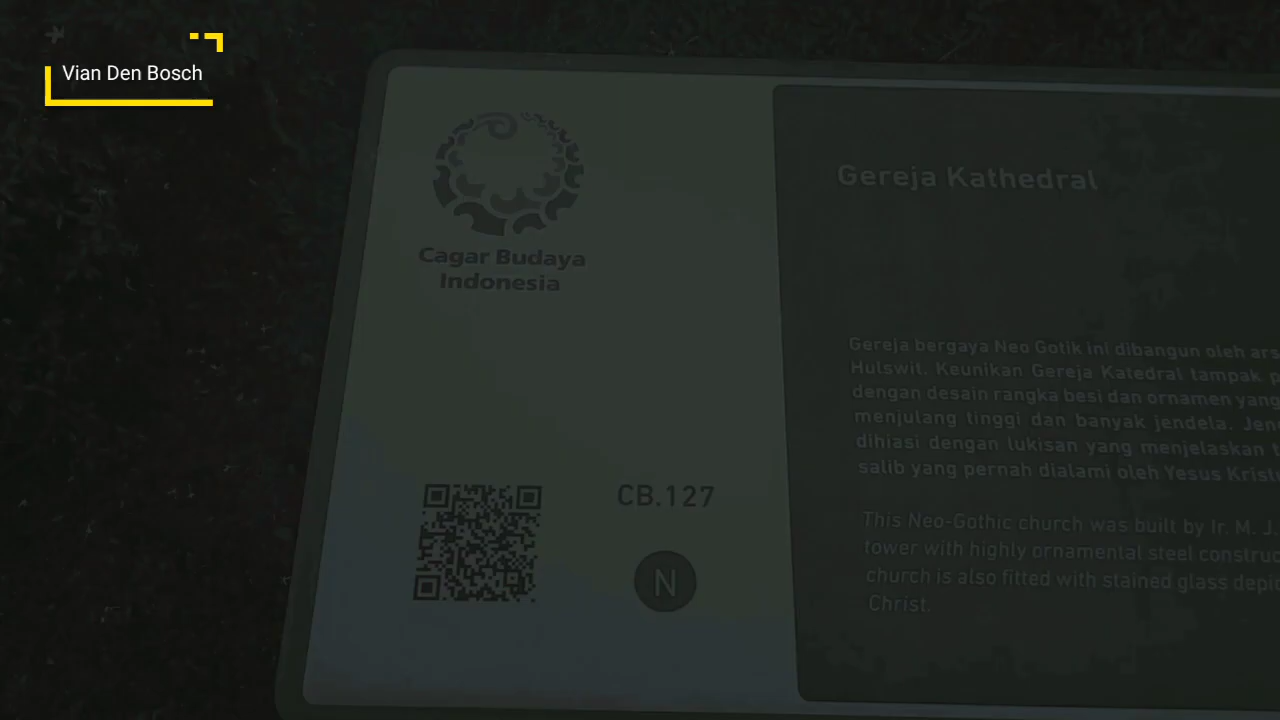 Vian Den Bosch
Cagar Budaya
Indonesia
CB.127
N
Gereja Kathedral
Gereja bergaya Neo Gotik ini dibangun oleh
Hulswit. Keunikan Gereja Katedral tampak
dengan desain rangka besi dan ornamen yang
menjulang tinggi dan banyak jendela.
dihiasi dengan lukisan yang menjelaskan
salib yang pernah dialami oleh Yesus
This Neo-Gothic church was built by Ir. M. J.
tower with highly ornamental steel
church is also fitted with stained glass
Christ.